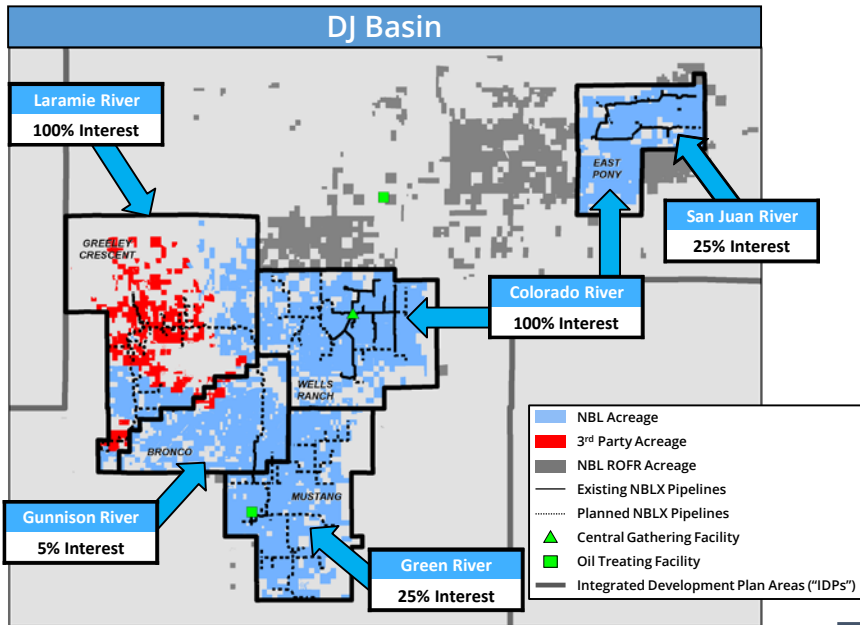 DJ Basin
Laramie River
100% Interest
GREELEY
CRESCENT
EAST
PONY
San Juan River
25% Interest
Colorado River
100% Interest
WELLS
RANCH
BRONCO
MUSTANG
Gunnison River
5% Interest
Green River
25% Interest
NBL Acreage
3rd Party Acreage
NBL ROFR Acreage
Existing NBLX Pipelines
Planned NBLX Pipelines
Central Gathering Facility
Oil Treating Facility
Integrated Development Plan Areas ("IDPs")